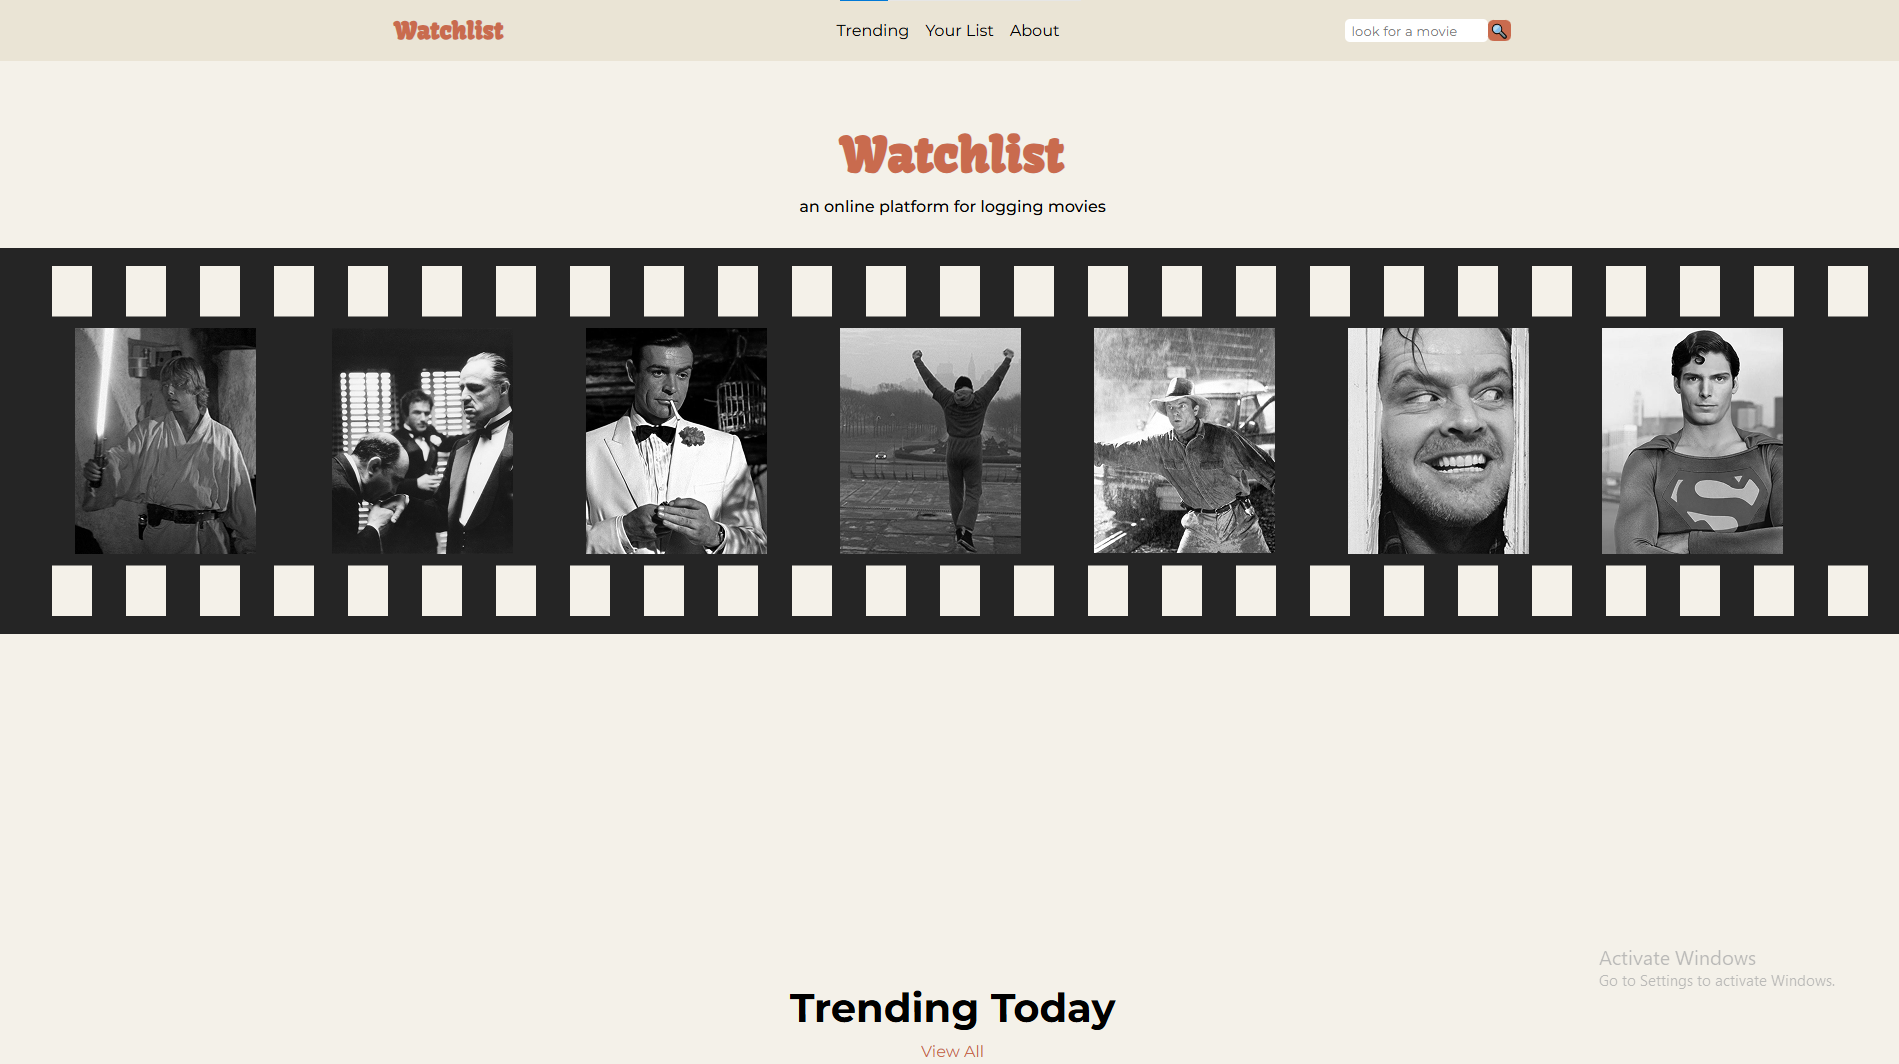 Watchlist
Trending Your List About
look for a movie
Watchlist
an online platform for logging movies
Activate Windows
Go to Settings to activate Windows.
Trending Today
View All